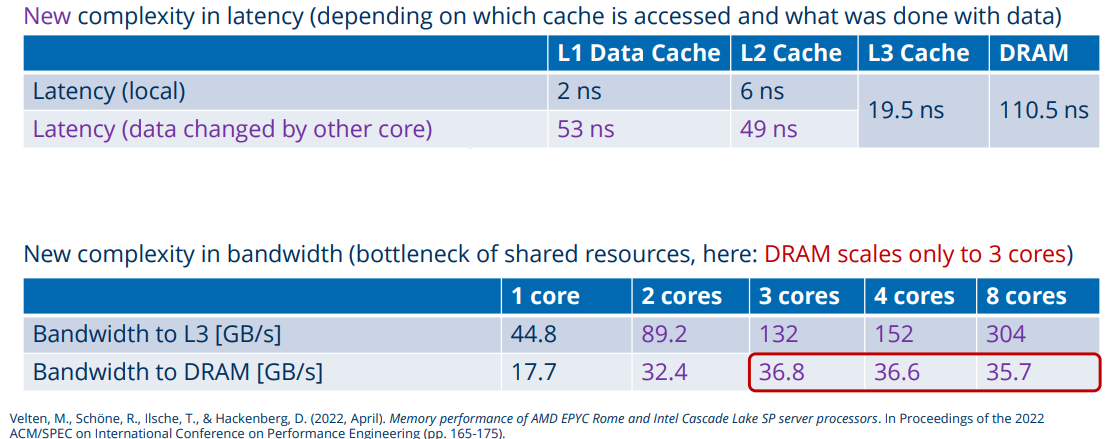 New complexity in latency (depending on which cache is accessed and what was done with data)
L1 Data Cache L2 Cache L3 Cache DRAM
Latency (local) 2 ns 6 ns 19.5 ns 110.5 ns
Latency (data changed by other core) 53 ns 49 ns
New complexity in bandwidth (bottleneck of shared resources, here: DRAM scales only to 3 cores)
1 core 2 cores 3 cores 4 cores 8 cores
Bandwidth to L3 [GB/s] 44.8 89.2 132 152 304
Bandwidth to DRAM [GB/s] 17.7 32.4 36.8 36.6 35.7
Velten, M., Schöne, R., Ilsche, T., & Hackenberg, D. (2022, April). Memory performance of AMD EPYC Rome and Intel Cascade Lake SP server processors. In Proceedings of the 2022
ACM/SPEC on International Conference on Performance Engineering (pp. 165-175).